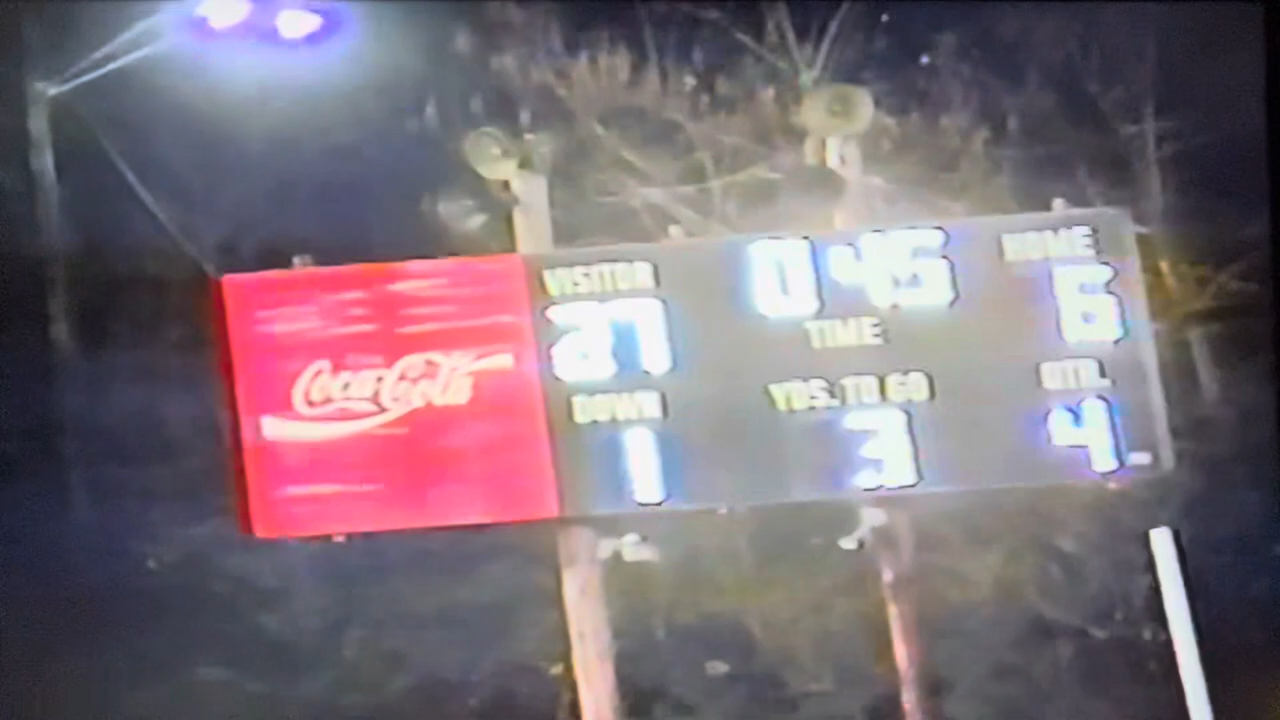 Coca-Cola
VISITOR
27
0:45
TIME
HOME
6
DOWN
1
YDS. TO GO
3
QTR.
4